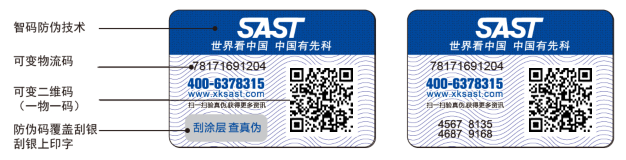 智码防伪技术
可变物流码
可变二维码
（一物一码）
防伪码覆盖刮银
刮银上印字
SAST
世界看中国 中国有先科
78171691204
400-6378315
www.xksast.com
扫一扫验真伪,获得更多资讯
刮涂层 查真伪
SAST
世界看中国 中国有先科
78171691204
400-6378315
www.xksast.com
扫一扫验真伪,获得更多资讯
4567 8135
4687 9168